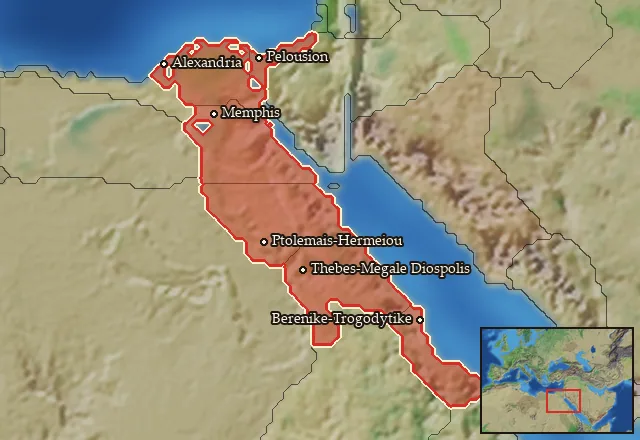 Alexandria
Pelousion
Memphis
Ptolemais-Hermeiou
Thebes-Megale Diospolis
Berenike-Trogodytike